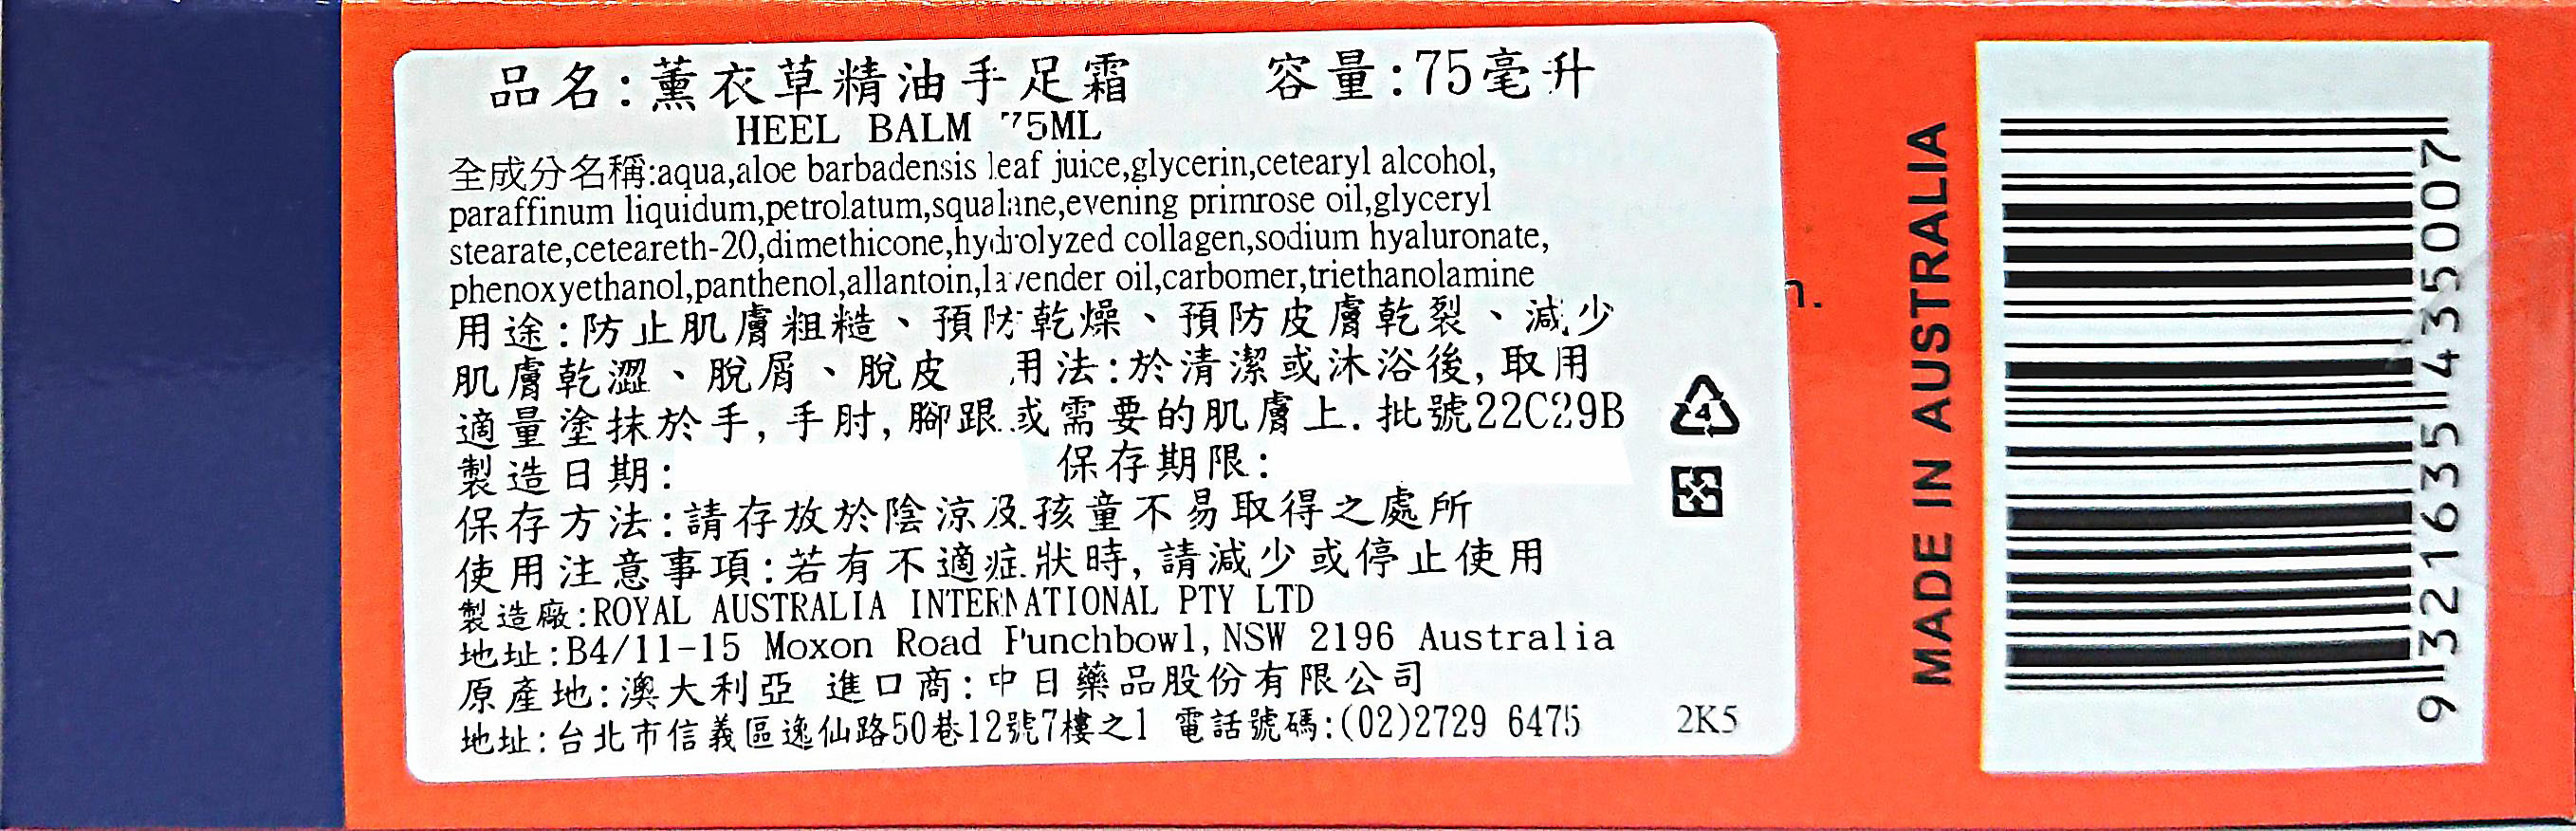 品名:薰衣草精油手足霜 容量:75毫升
HEEL BALM 75ML
全成分名稱:aqua,aloe barbadensis leaf juice,glycerin,cetearyl alcohol,
paraffinum liquidum,petrolatum,squalane,evening primrose oil,glyceryl
stearate,ceteareth-20,dimethicone,hydrolyzed collagen,sodium hyaluronate,
phenoxyethanol,panthenol,allantoin,lavender oil,carbomer,triethanolamine
用途:防止肌膚粗糙、預防乾燥、預防皮膚乾裂、減少
肌膚乾澀、脫屑、脫皮 用法:於清潔或沐浴後,取用
適量塗抹於手,手肘,腳跟或需要的肌膚上.批號22C29B
製造日期: 保存期限:
保存方法:請存放於陰涼及孩童不易取得之處所
使用注意事項:若有不適症狀時,請減少或停止使用
製造廠:ROYAL AUSTRALIA INTERNATIONAL PTY LTD
地址:B4/11-15 Moxon Road Punchbowl,NSW 2196 Australia
原產地:澳大利亞 進口商:中日藥品股份有限公司
地址:台北市信義區逸仙路50巷12號7樓之1 電話號碼:(02)2729 6475 2K5
4
MADE IN AUSTRALIA
9 321635 435007